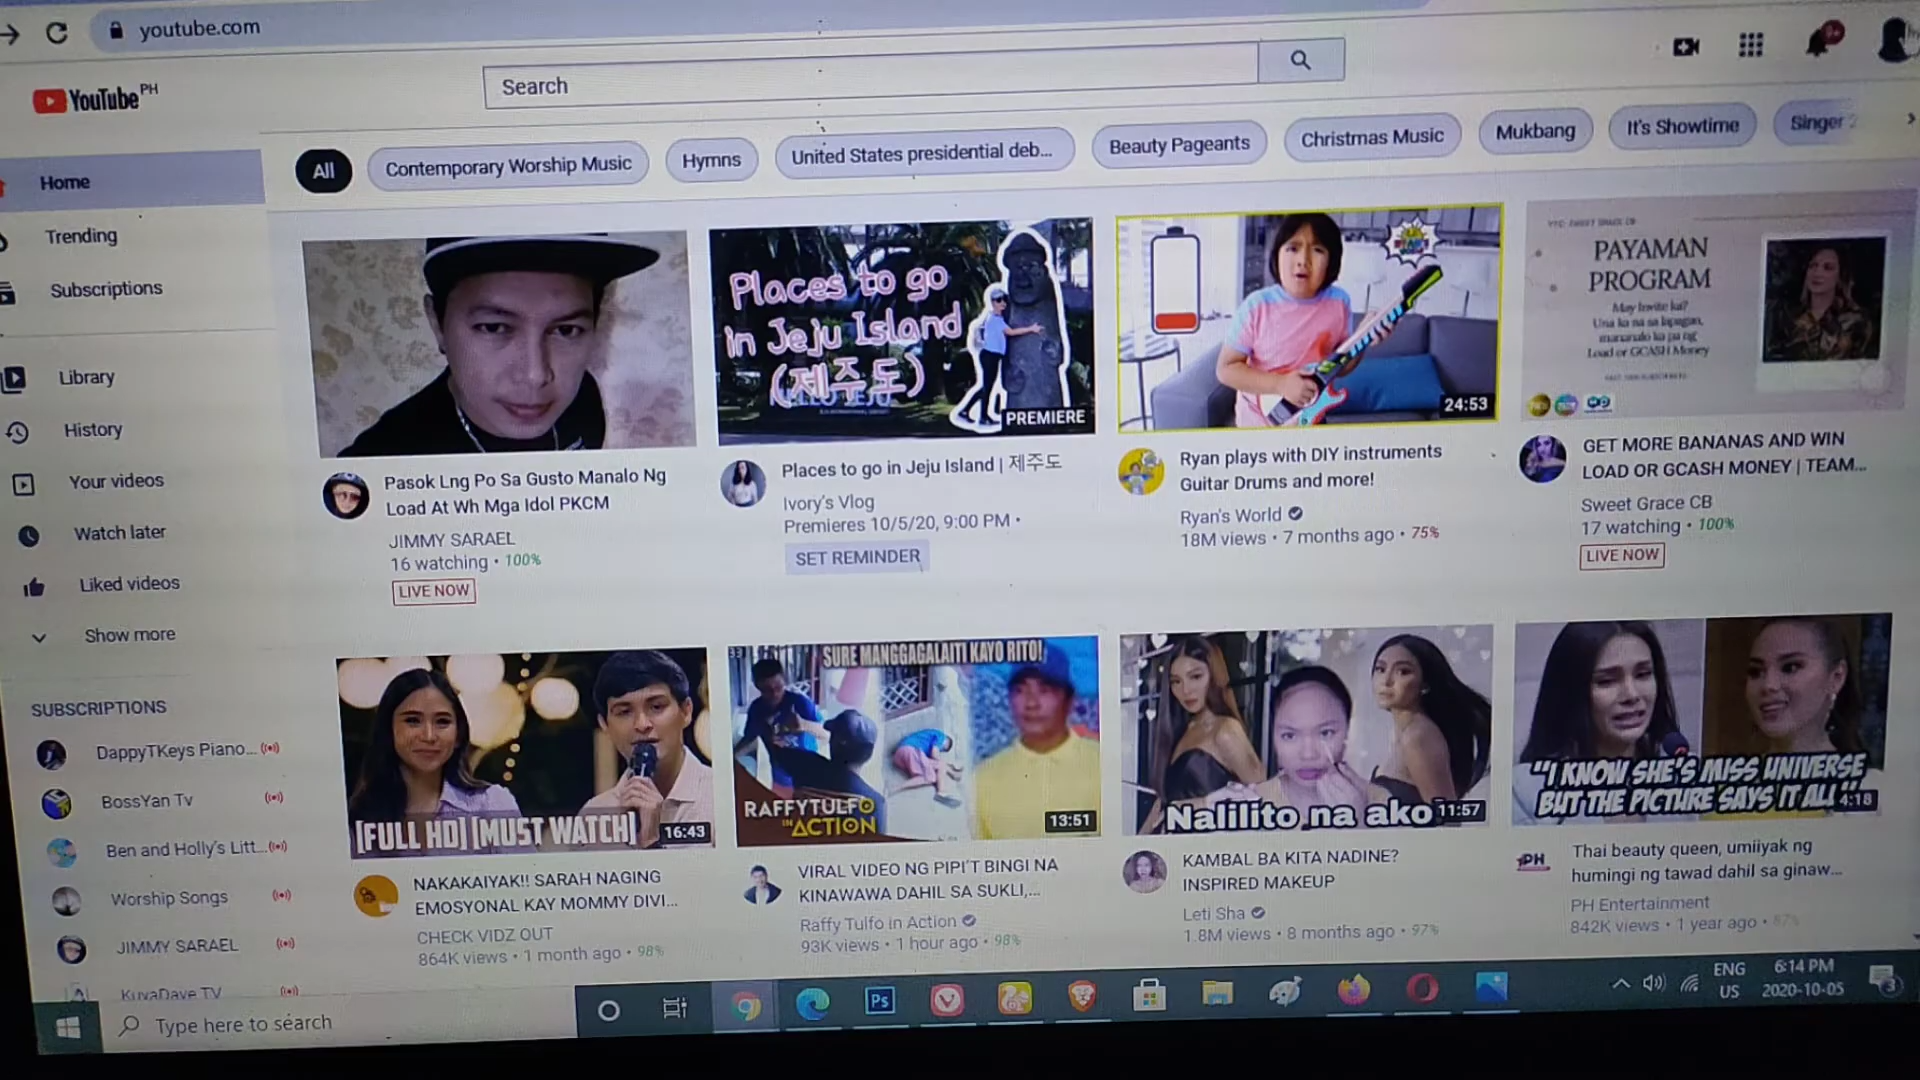 youtube.com
YouTube PH
Search
All
Contemporary Worship Music
Hymns
United States presidential deb...
Beauty Pageants
Christmas Music
Mukbang
It's Showtime
Singer 2
Home
Trending
Subscriptions
Library
History
Your videos
Watch later
Liked videos
Show more
SUBSCRIPTIONS
DappyTKeys Piano...
BossYan Tv
Ben and Holly's Litt...
Worship Songs
JIMMY SARAEL
KuyaDave TV
Pasok Lng Po Sa Gusto Manalo Ng
Load At Wh Mga Idol PKCM
JIMMY SARAEL
16 watching • 100%
LIVE NOW
Places to go
in Jeju Island
(제주도)
PREMIERE
Places to go in Jeju Island | 제주도
Ivory's Vlog
Premieres 10/5/20, 9:00 PM •
SET REMINDER
24:53
Ryan plays with DIY instruments
Guitar Drums and more!
Ryan's World
18M views • 7 months ago • 75%
PAYAMAN
PROGRAM
May Invite ka?
Una ka na sa lapagan,
mananalo ka pa ng
Load or GCASH Money
GET MORE BANANAS AND WIN
LOAD OR GCASH MONEY | TEAM...
Sweet Grace CB
17 watching • 100%
LIVE NOW
[FULL HD] [MUST WATCH]
16:43
NAKAKAIYAK!! SARAH NAGING
EMOSYONAL KAY MOMMY DIVI...
CHECK VIDZ OUT
864K views • 1 month ago • 98%
33
SURE MANGGAGALAITI KAYO RITO!
RAFFYTULFO
IN ACTION
13:51
VIRAL VIDEO NG PIPI'T BINGI NA
KINAWAWA DAHIL SA SUKLI,...
Raffy Tulfo in Action
93K views • 1 hour ago • 98%
Nalilito na ako
11:57
KAMBAL BA KITA NADINE?
INSPIRED MAKEUP
Leti Sha
1.8M views • 8 months ago • 97%
"I KNOW SHE'S MISS UNIVERSE
BUT THE PICTURE SAYS IT ALL"
4:18
PH
Thai beauty queen, umiiyak ng
humingi ng tawad dahil sa ginaw...
PH Entertainment
842K views • 1 year ago • 87%
Type here to search
Ps
ENG
US
6:14 PM
2020-10-05
3